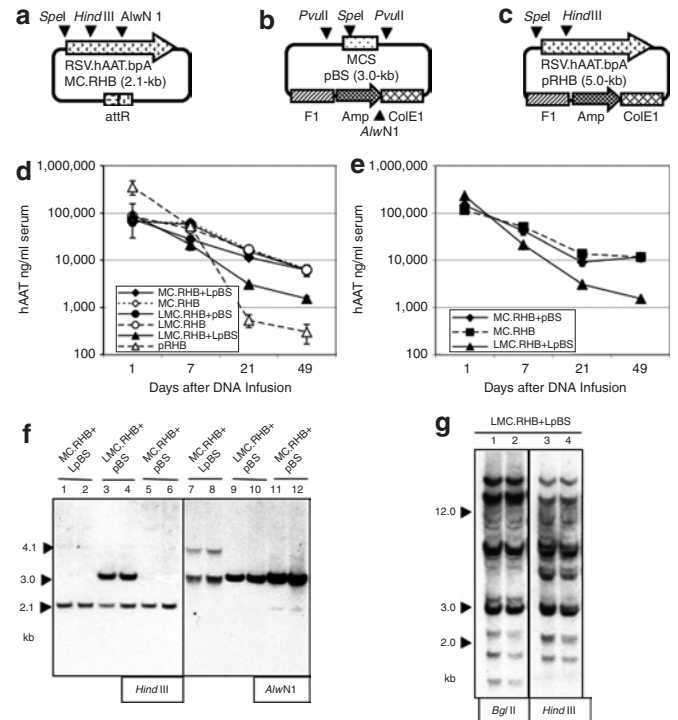 a
SpeI HindIII AlwN 1
RSV.hAAT.bpA
MC.RHB (2.1-kb)
attR
b
PvuII SpeI PvuII
MCS
pBS (3.0-kb)
F1 Amp ColE1
AlwN1
c
SpeI HindIII
RSV.hAAT.bpA
pRHB (5.0-kb)
F1 Amp ColE1
d
hAAT ng/ml serum
1,000,000
100,000
10,000
1,000
100
MC.RHB+LpBS
MC.RHB
LMC.RHB+pBS
LMC.RHB
LMC.RHB+LpBS
pRHB
1 7 21 49
Days after DNA Infusion
e
hAAT ng/ml serum
1,000,000
100,000
10,000
1,000
100
MC.RHB+pBS
MC.RHB
LMC.RHB+LpBS
1 7 21 49
Days after DNA Infusion
f
MC.RHB+ LpBS
LMC.RHB+ pBS
MC.RHB+ pBS
MC.RHB+ LpBS
LMC.RHB+ pBS
MC.RHB+ pBS
1 2 3 4 5 6 7 8 9 10 11 12
4.1
3.0
2.1
kb
HindIII
AlwN1
g
LMC.RHB+LpBS
1 2 3 4
12.0
3.0
2.0
kb
Bgl II
HindIII